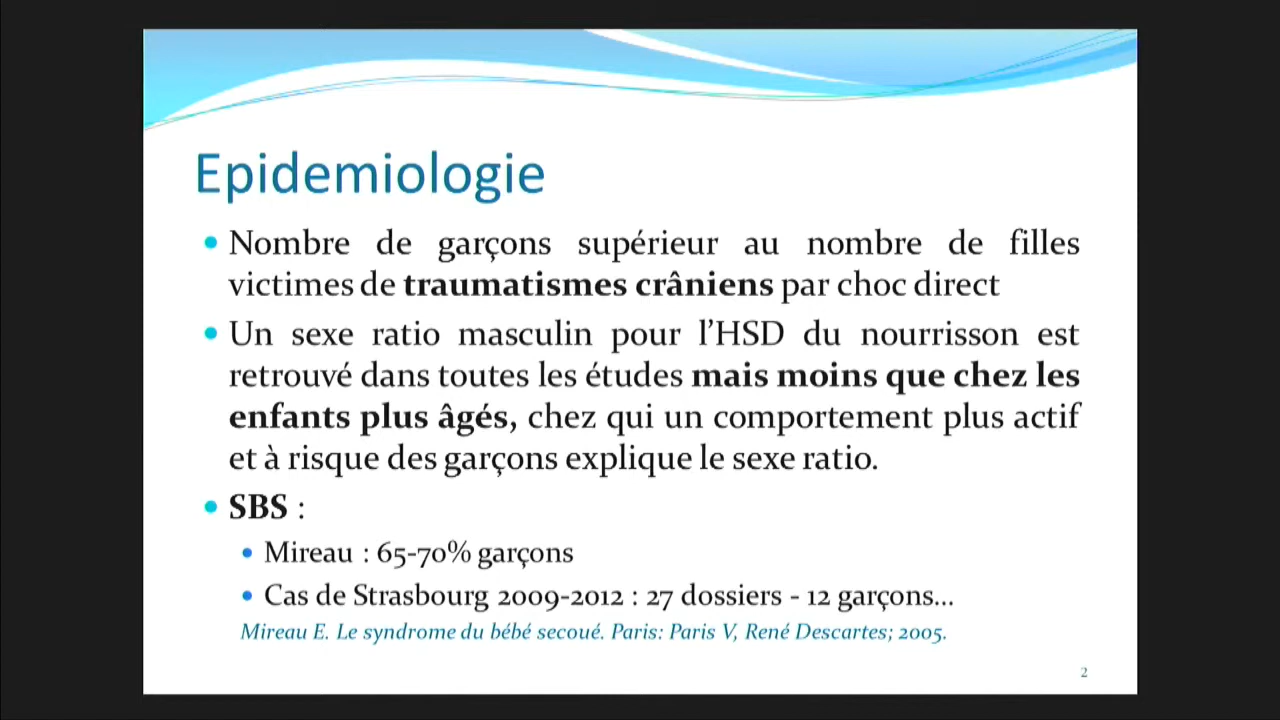 Epidemiologie
• Nombre de garçons supérieur au nombre de filles
victimes de traumatismes crâniens par choc direct
• Un sexe ratio masculin pour l’HSD du nourrisson est
retrouvé dans toutes les études mais moins que chez les
enfants plus âgés, chez qui un comportement plus actif
et à risque des garçons explique le sexe ratio.
• SBS :
• Mireau : 65-70% garçons
• Cas de Strasbourg 2009-2012 : 27 dossiers - 12 garçons…
Mireau E. Le syndrome du bébé secoué. Paris: Paris V, René Descartes; 2005.
2